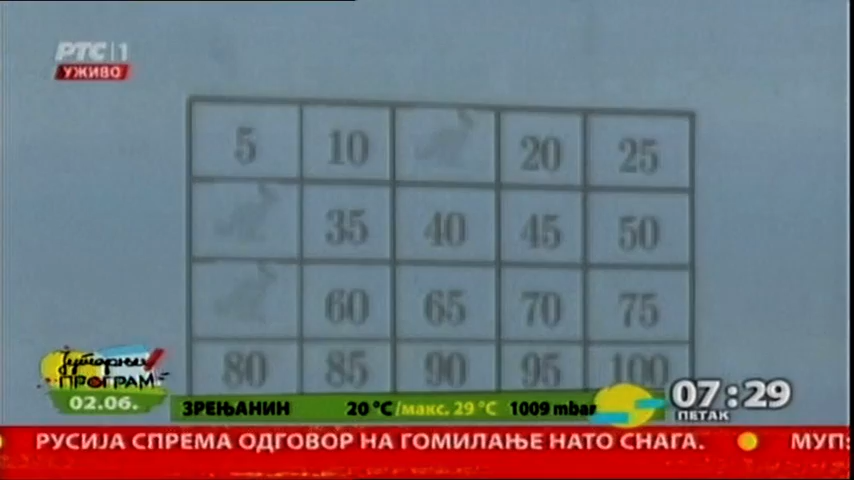 РТС 1
УЖИВО
5 10 20 25
35 40 45 50
60 65 70 75
80 85 90 95 100
Јутарњи
ПРОГРАМ
02.06.
ЗРЕЊАНИН 20 °C/макс. 29 °C 1009 mbar
07:29
ПЕТАК
РУСИЈА СПРЕМА ОДГОВОР НА ГОМИЛАЊЕ НАТО СНАГА. МУП: